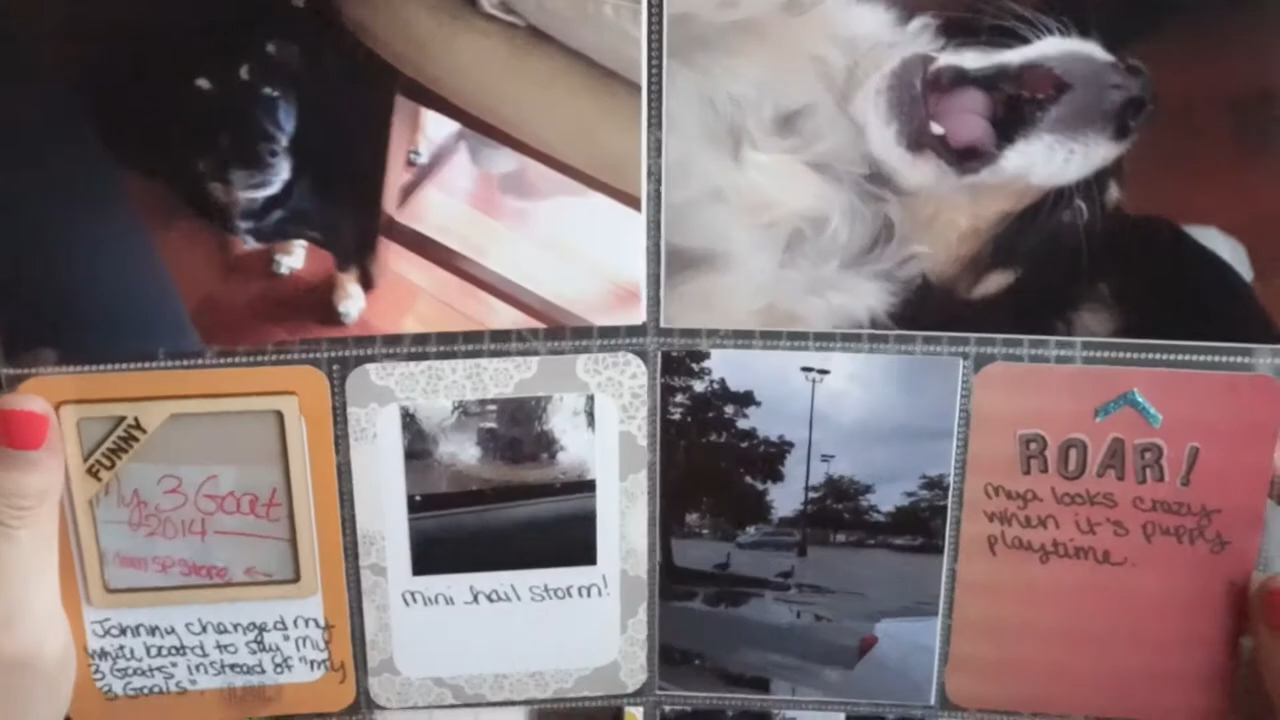 FUNNY
My 3 Goat
2014
SP Store
Johnny changed my
white board to say "My
3 Goats" instead of "my
3 Goals"
mini hail storm!
ROAR!
Mya looks crazy
when it's puppy
playtime.